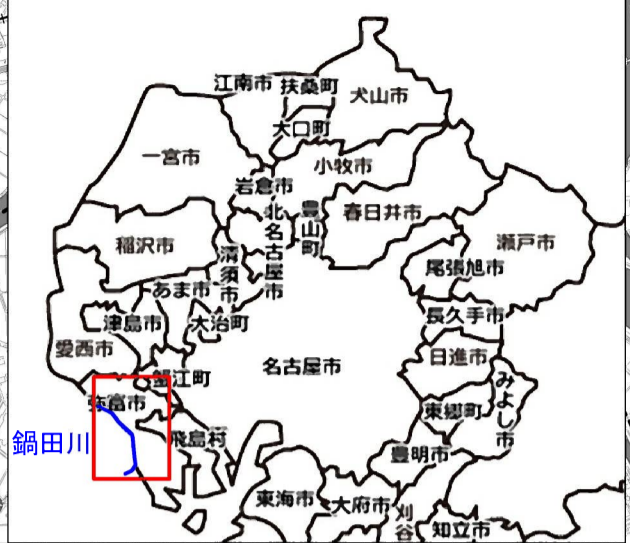 江南市
扶桑町
犬山市
大口町
一宮市
小牧市
岩倉市
北名古屋市
豊山町
春日井市
稲沢市
清須市
瀬戸市
尾張旭市
あま市
津島市
大治町
長久手市
愛西市
名古屋市
日進市
みよし市
蟹江町
弥富市
東郷町
飛島村
鍋田川
豊明市
東海市
大府市
刈谷
知立市